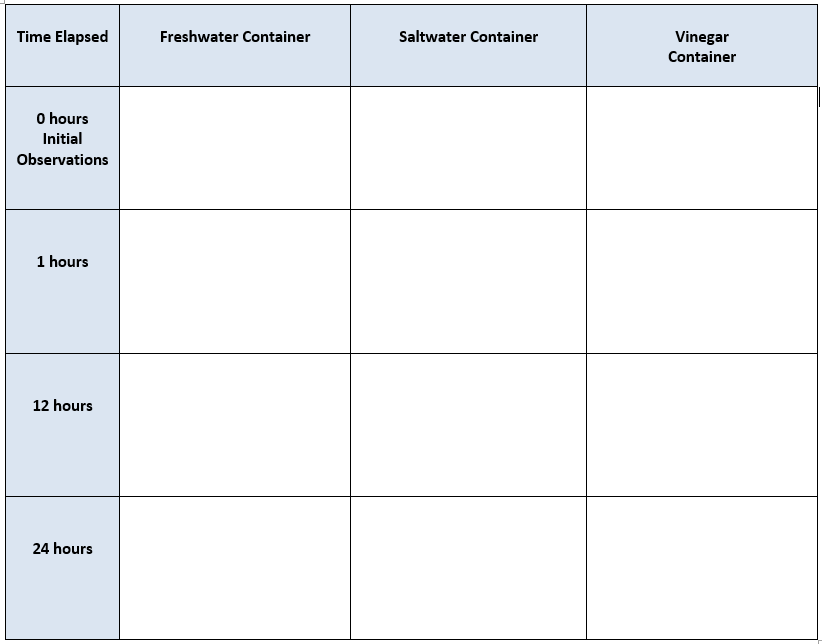 Time Elapsed
Freshwater Container
Saltwater Container
Vinegar
Container
0 hours
Initial
Observations
1 hours
12 hours
24 hours